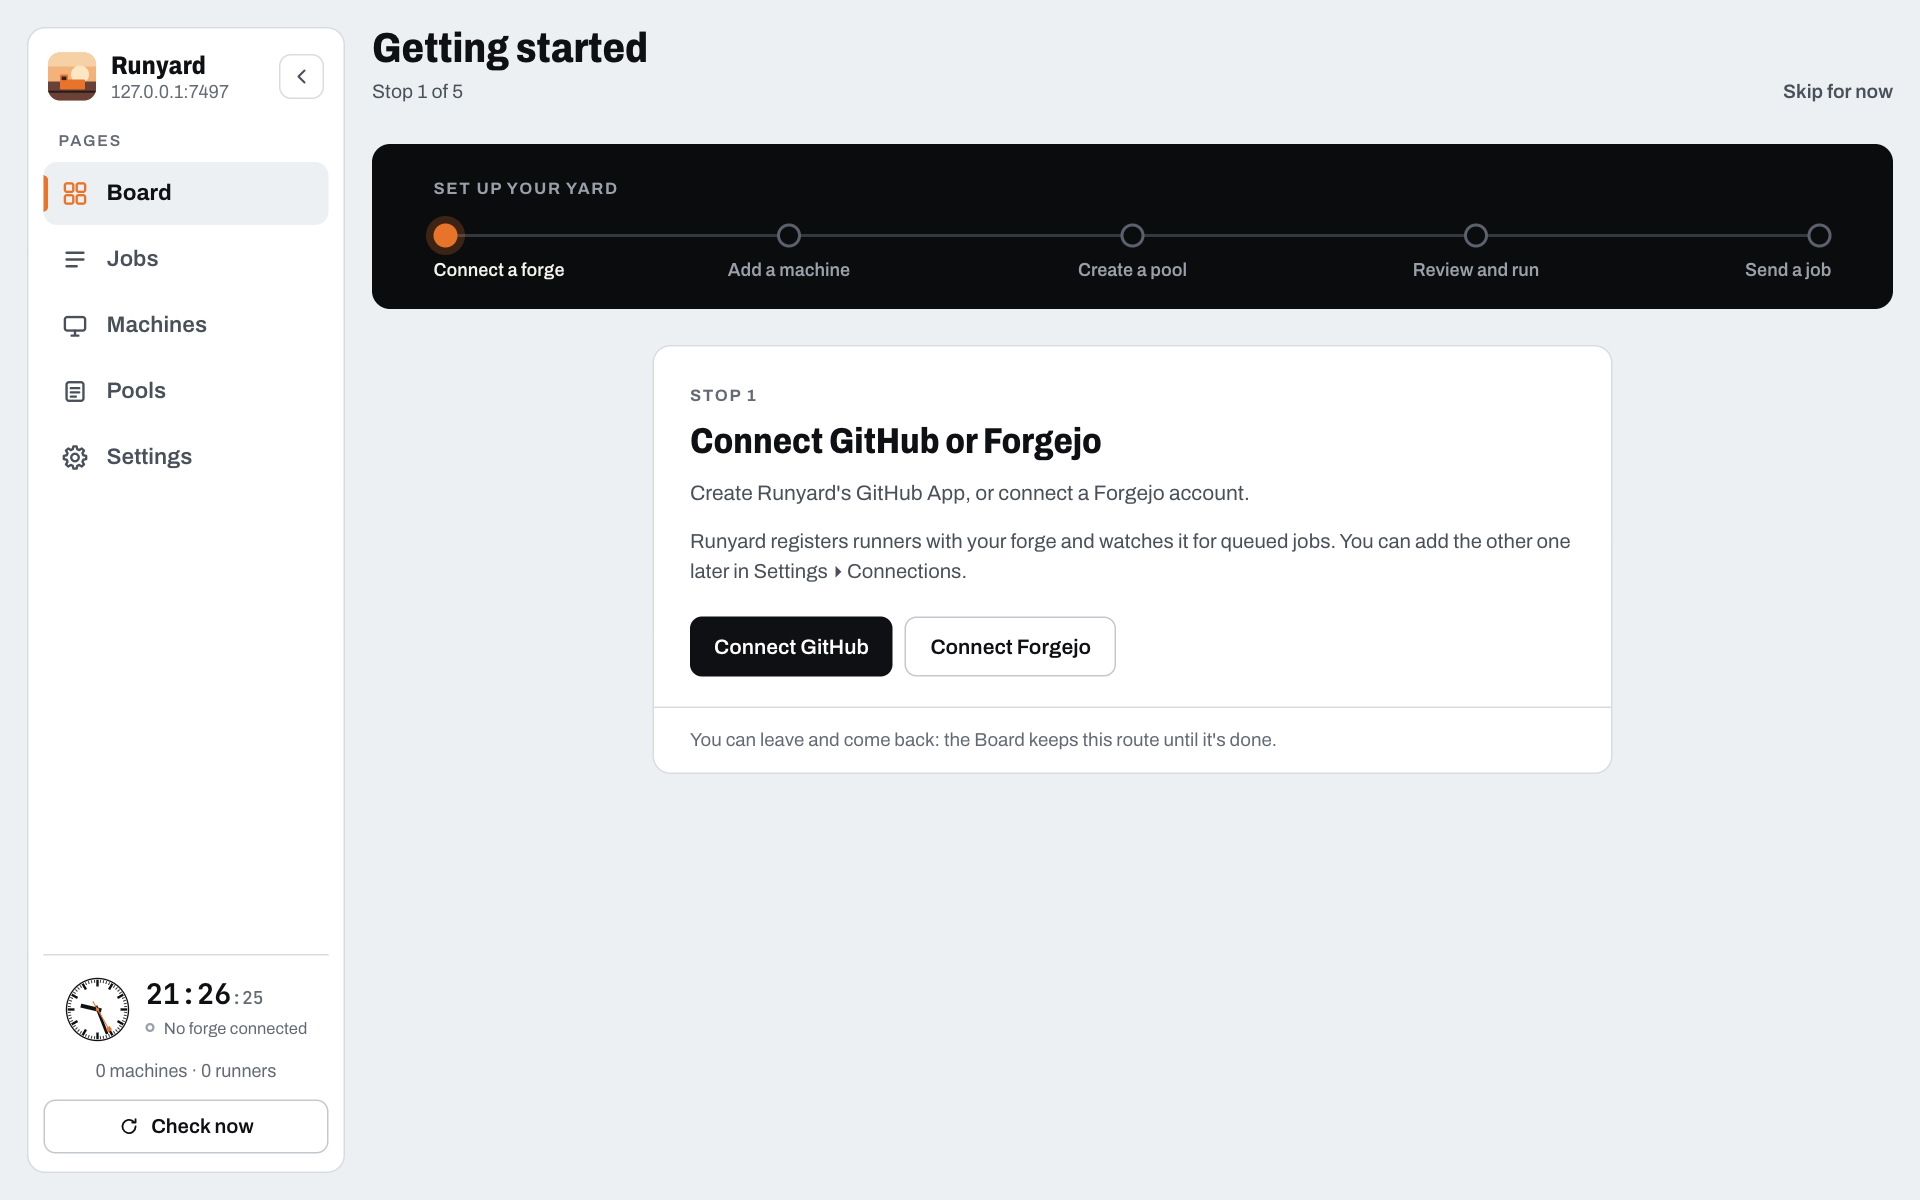 Runyard
127.0.0.1:7497
PAGES
Board
Jobs
Machines
Pools
Settings
21:26:25
No forge connected
0 machines · 0 runners
Check now
Getting started
Stop 1 of 5
Skip for now
SET UP YOUR YARD
Connect a forge
Add a machine
Create a pool
Review and run
Send a job
STOP 1
Connect GitHub or Forgejo
Create Runyard's GitHub App, or connect a Forgejo account.
Runyard registers runners with your forge and watches it for queued jobs. You can add the other one
later in Settings ▸ Connections.
Connect GitHub
Connect Forgejo
You can leave and come back: the Board keeps this route until it's done.